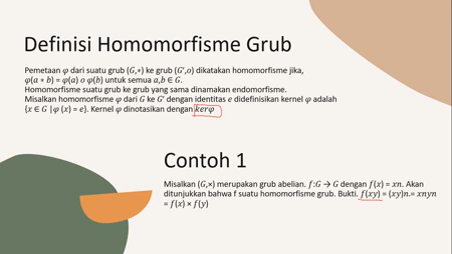 Definisi Homomorfisme Grub
Pemetaan φ dari suatu grub (G,∗) ke grub (G',o) dikatakan homomorfisme jika,
φ(a ∗ b) = φ(a) o φ(b) untuk semua a,b ∈ G.
Homomorfisme suatu grub ke grub yang sama dinamakan endomorfisme.
Misalkan homomorfisme φ dari G ke G' dengan identitas e didefinisikan kernel φ adalah
{x ∈ G |φ (x) = e}. Kernel φ dinotasikan dengan kerφ
Contoh 1
Misalkan (G,×) merupakan grub abelian. f:G → G dengan f(x) = xn. Akan
ditunjukkan bahwa f suatu homomorfisme grub. Bukti. f(xy) = (xy)n.= xnyn
= f(x) × f(y)